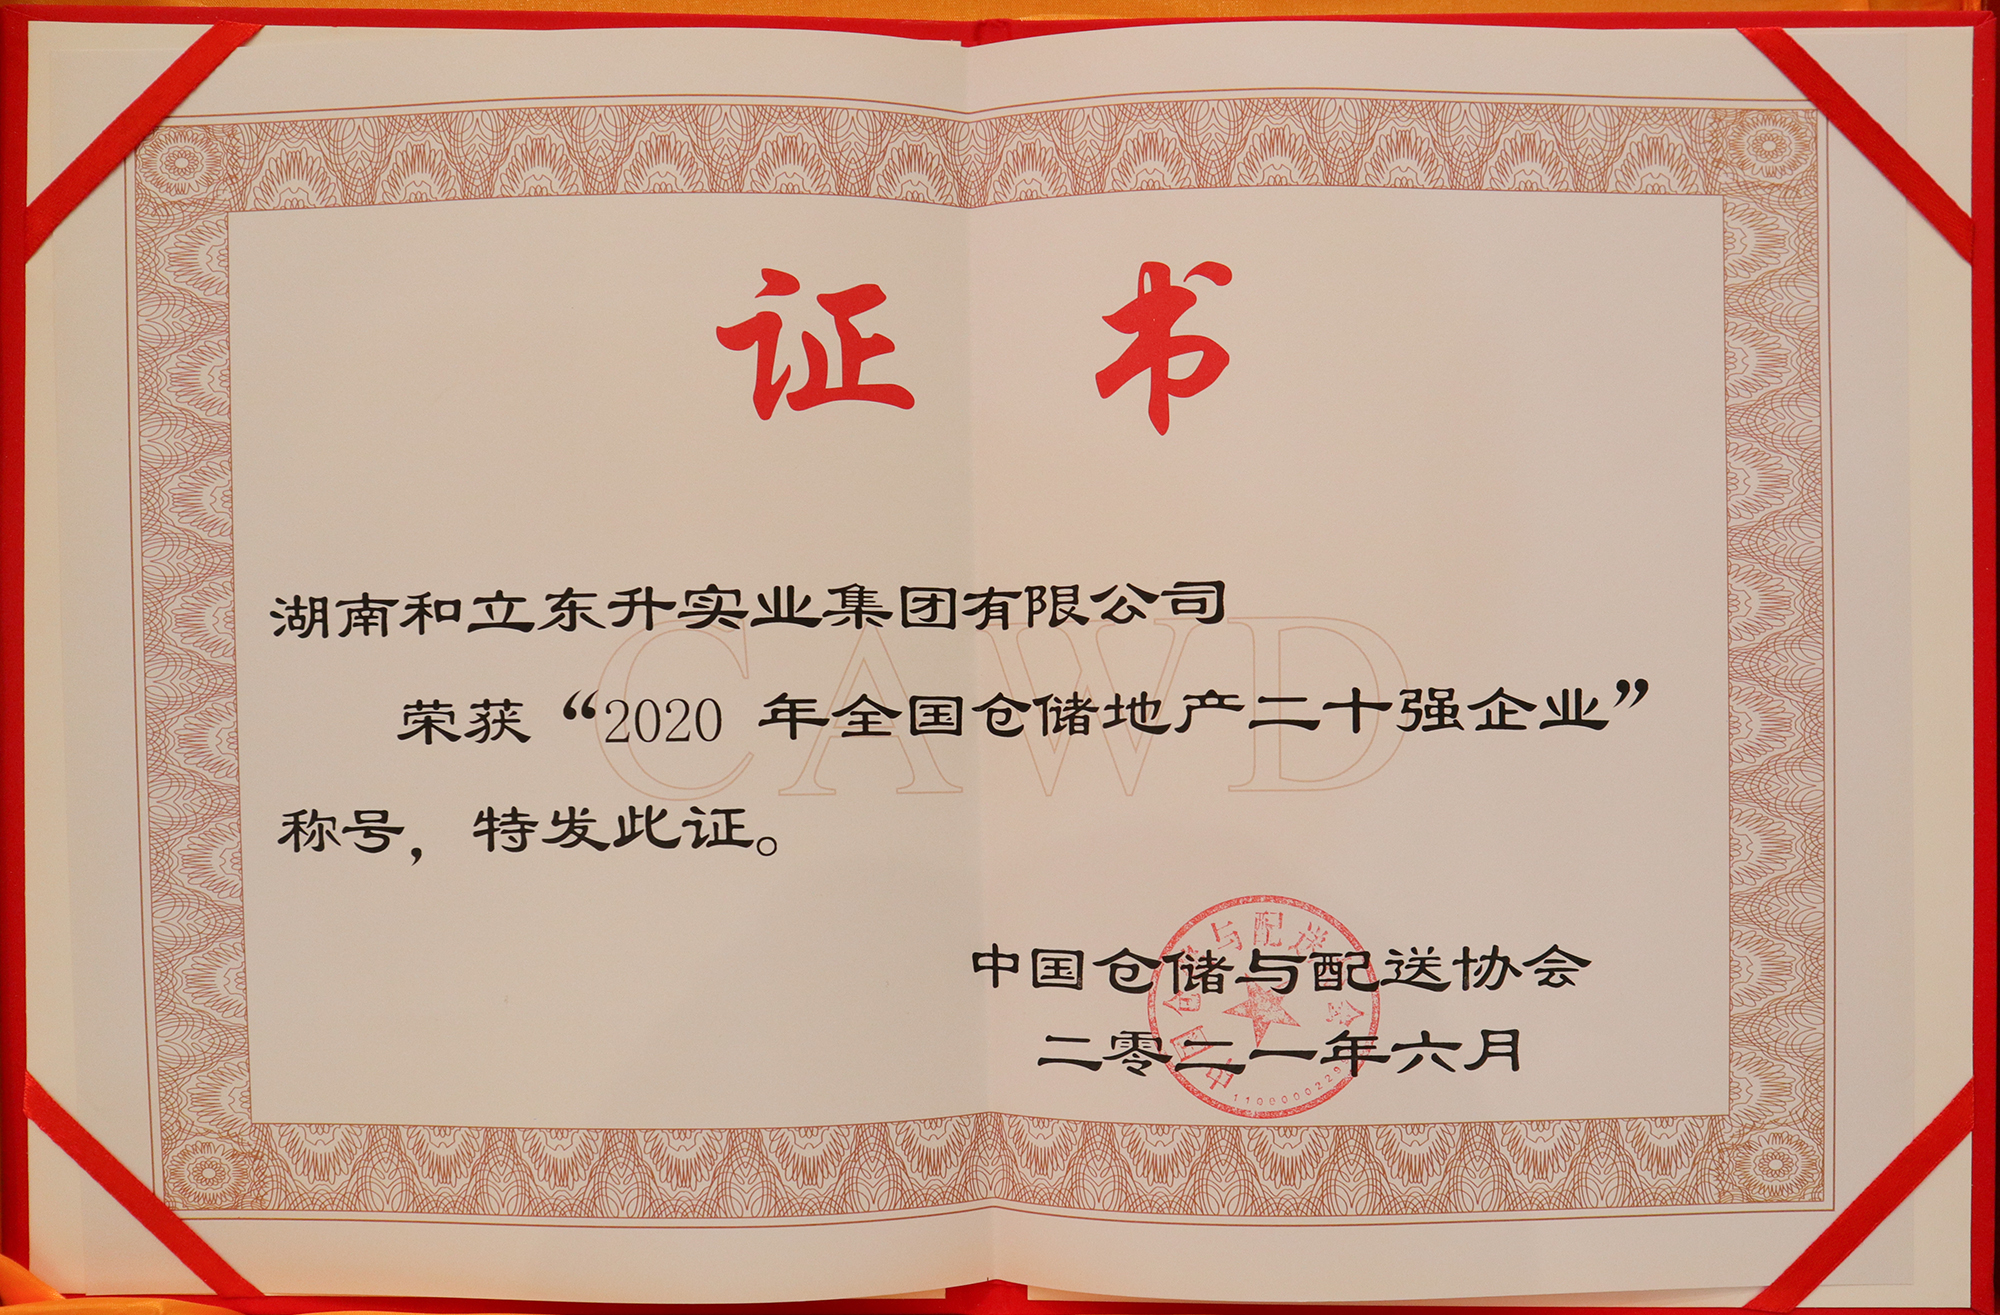 证 书
湖南和立东升实业集团有限公司
CAWD
荣获“2020 年全国仓储地产二十强企业”
称号，特发此证。
中国仓储与配送协会
二零二一年六月